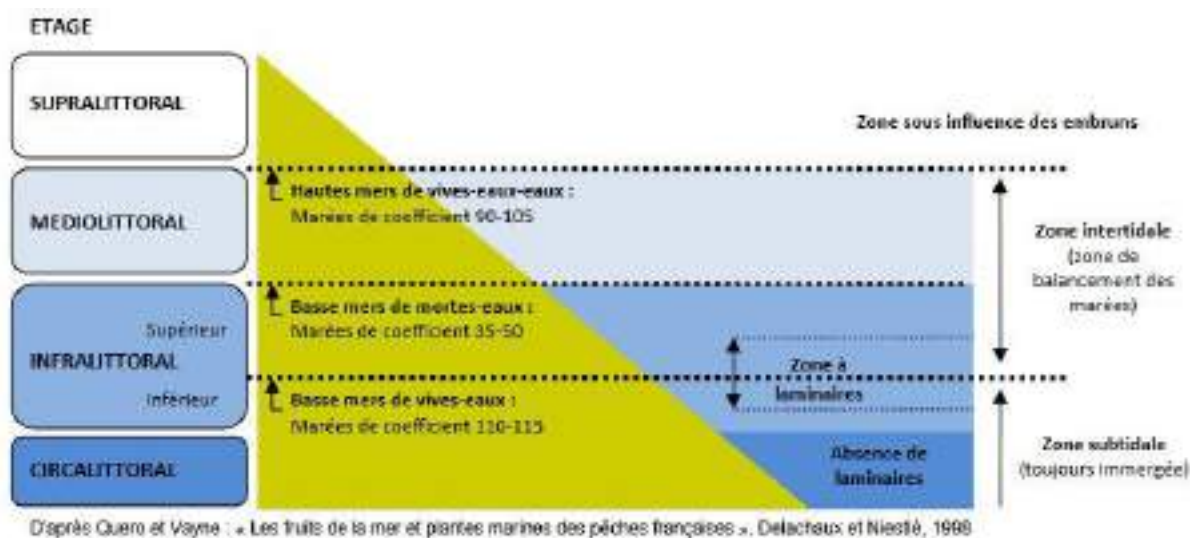 ETAGE
SUPRALITTORAL
Zone sous influence des embruns
Hautes mers de vives-eaux-eaux :
Marées de coefficient 90-105
MEDIOLITTORAL
Zone intertidale
(zone de
balancement des
marées)
Basse mers de mortes-eaux :
Marées de coefficient 35-50
Supérieur
INFRALITTORAL
Inférieur
Zone à
laminaires
Basse mers de vives-eaux :
Marées de coefficient 110-115
Zone subtidale
(toujours immergée)
CIRCALITTORAL
Absence de
laminaires
D'après Quero et Vayne : « Les fruits de la mer et plantes marines des pêches françaises ». Delachaux et Niestlé, 1998